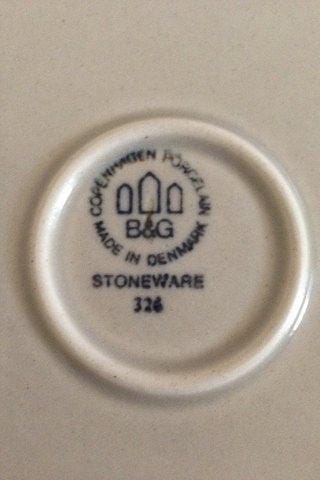 COPENHAGEN PORCELAIN
B&G
MADE IN DENMARK
STONEWARE
326